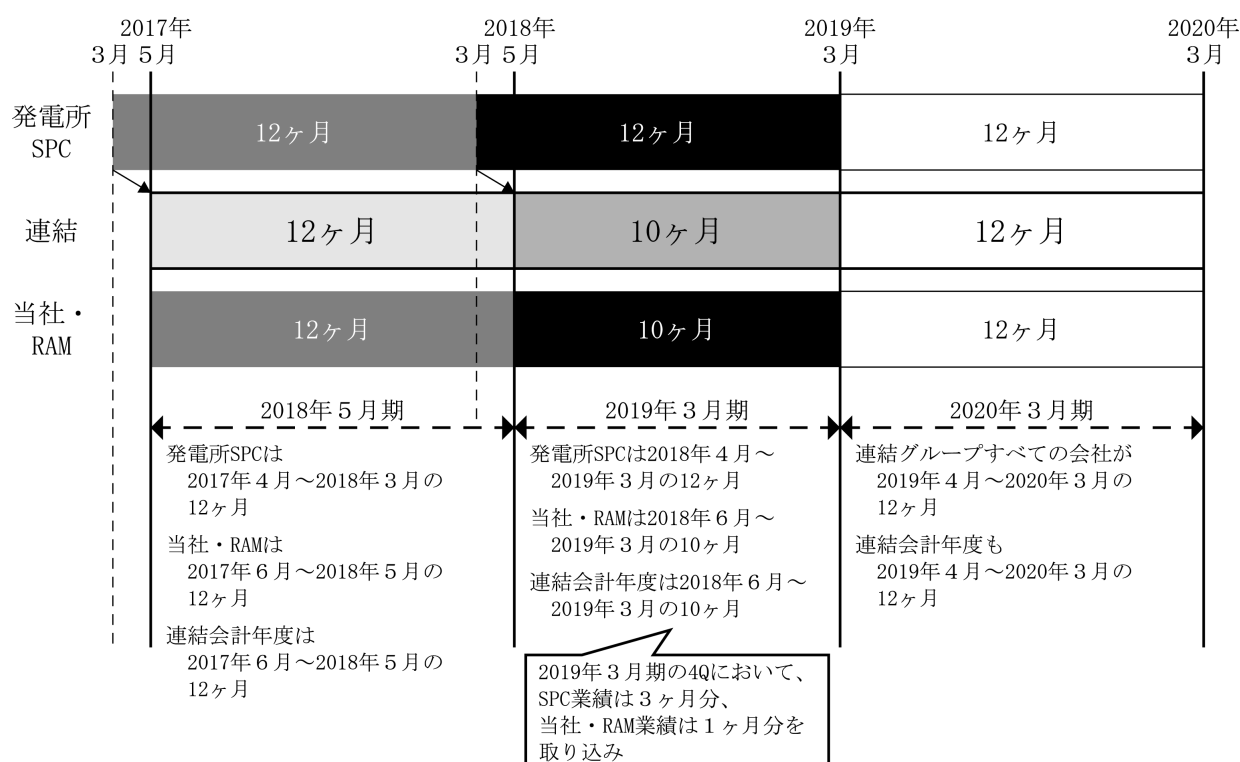 2017年
３月５月
2018年
３月５月
2019年
３月
2020年
３月
発電所
SPC
12ヶ月
12ヶ月
12ヶ月
連結
12ヶ月
10ヶ月
12ヶ月
当社・
RAM
12ヶ月
10ヶ月
12ヶ月
2018年５月期
2019年３月期
2020年３月期
発電所SPCは
2017年４月～2018年３月の
12ヶ月
当社・RAMは
2017年６月～2018年５月の
12ヶ月
連結会計年度は
2017年６月～2018年５月の
12ヶ月
発電所SPCは2018年４月～
2019年３月の12ヶ月
当社・RAMは2018年６月～
2019年３月の10ヶ月
連結会計年度は2018年６月～
2019年３月の10ヶ月
2019年３月期の4Qにおいて、
SPC業績は３ヶ月分、
当社・RAM業績は１ヶ月分を
取り込み
連結グループすべての会社が
2019年４月～2020年３月の
12ヶ月
連結会計年度も
2019年４月～2020年３月の
12ヶ月